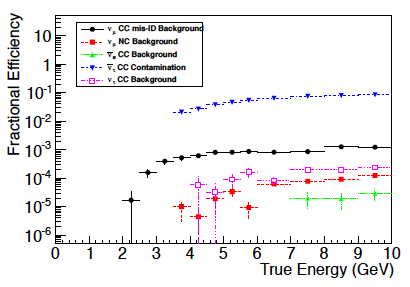 Fractional Efficiency
10
1
10⁻¹
10⁻²
10⁻³
10⁻⁴
10⁻⁵
10⁻⁶
νμ CC mis-ID Background
νμ NC Background
ν̅e CC Background
ν̅τ CC Contamination
ντ CC Background
0 1 2 3 4 5 6 7 8 9 10
True Energy (GeV)